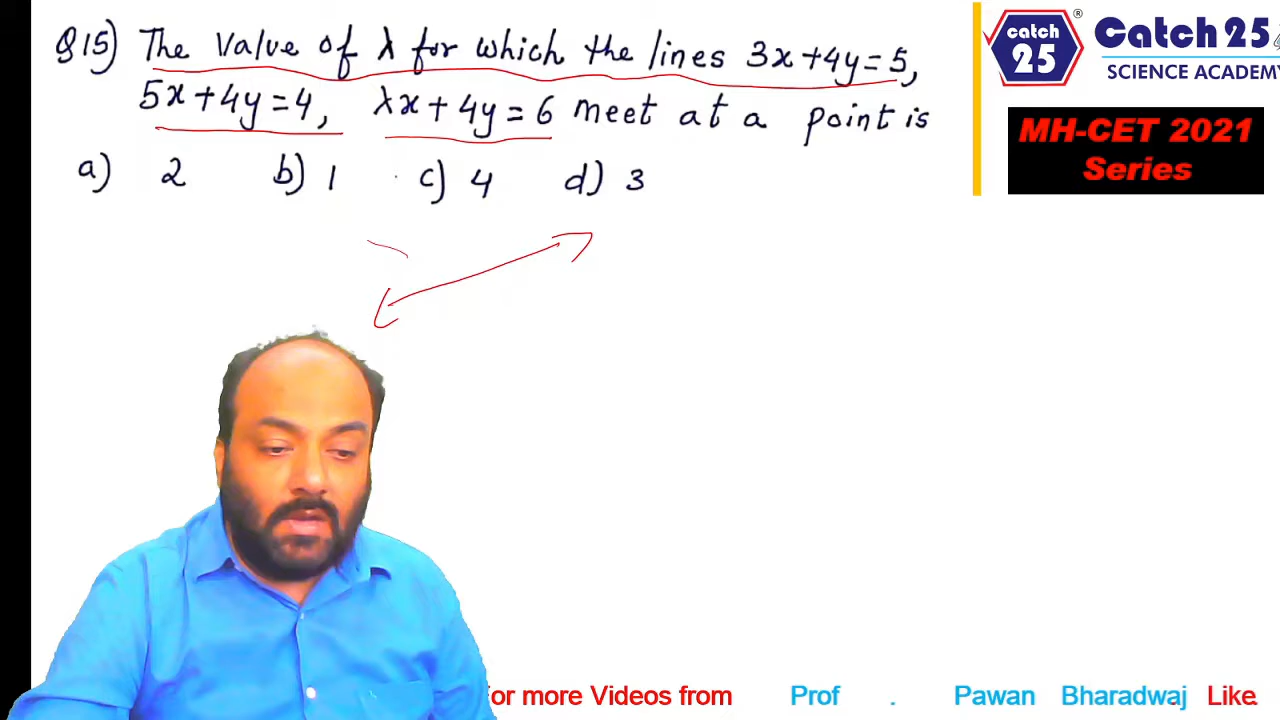 Q15) The value of λ for which the lines 3x+4y=5,
5x+4y=4, λx+4y=6 meet at a point is
a) 2 b) 1 c) 4 d) 3
catch
25
®
Catch 25
SCIENCE ACADEMY
MH-CET 2021
Series
For more Videos from Prof . Pawan Bharadwaj Like